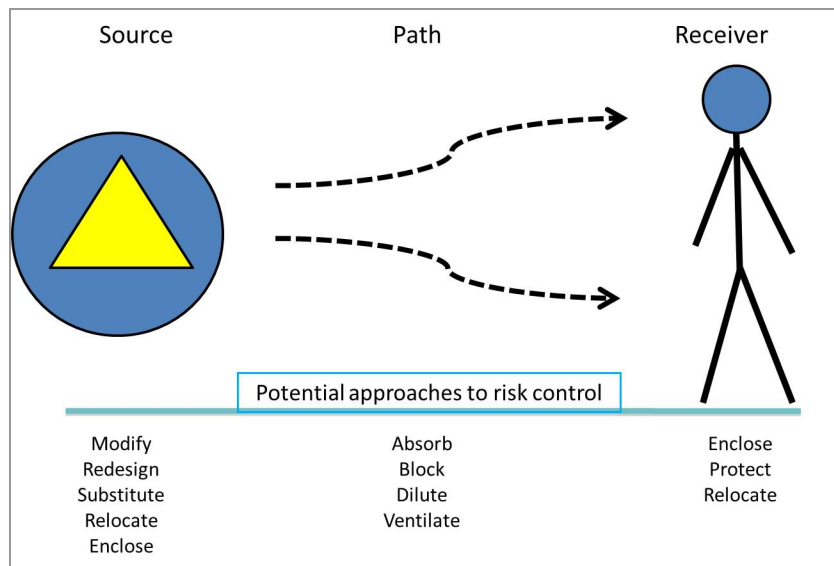 Source
Path
Receiver
Potential approaches to risk control
Modify
Redesign
Substitute
Relocate
Enclose
Absorb
Block
Dilute
Ventilate
Enclose
Protect
Relocate